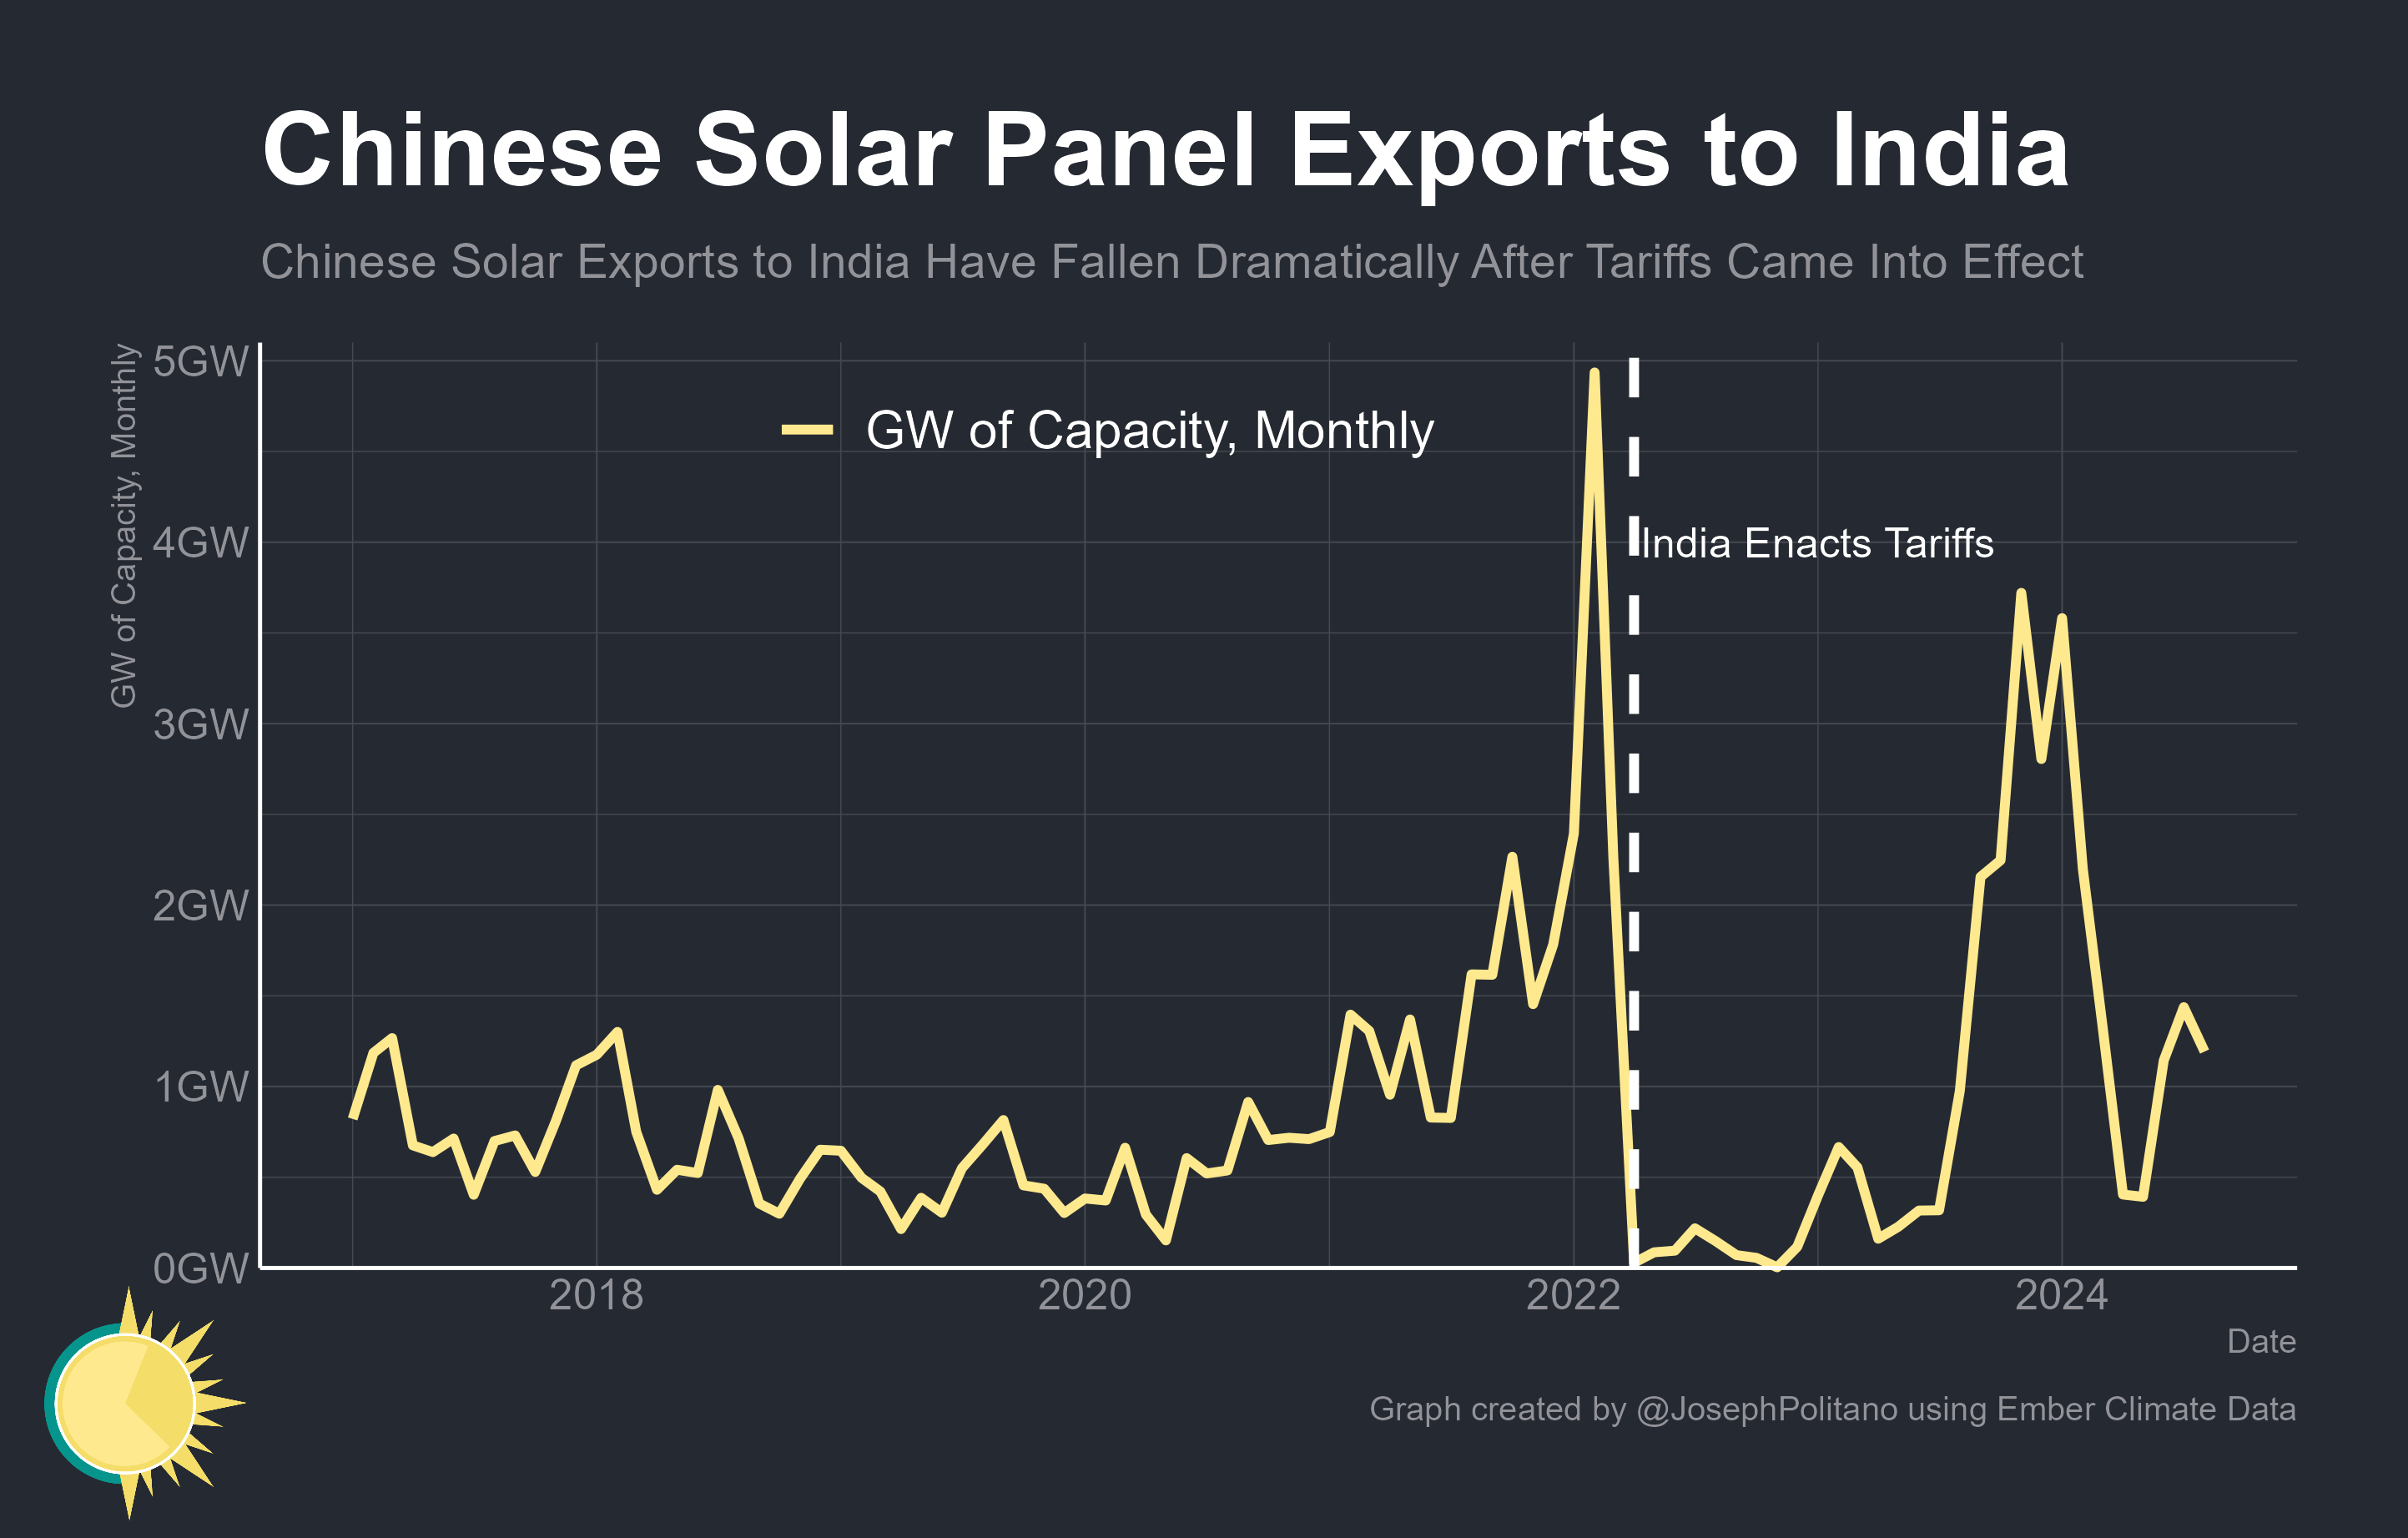 Chinese Solar Panel Exports to India
Chinese Solar Exports to India Have Fallen Dramatically After Tariffs Came Into Effect
GW of Capacity, Monthly
5GW
GW of Capacity, Monthly
4GW
India Enacts Tariffs
3GW
2GW
1GW
0GW
2018
2020
2022
2024
Date
Graph created by @JosephPolitano using Ember Climate Data